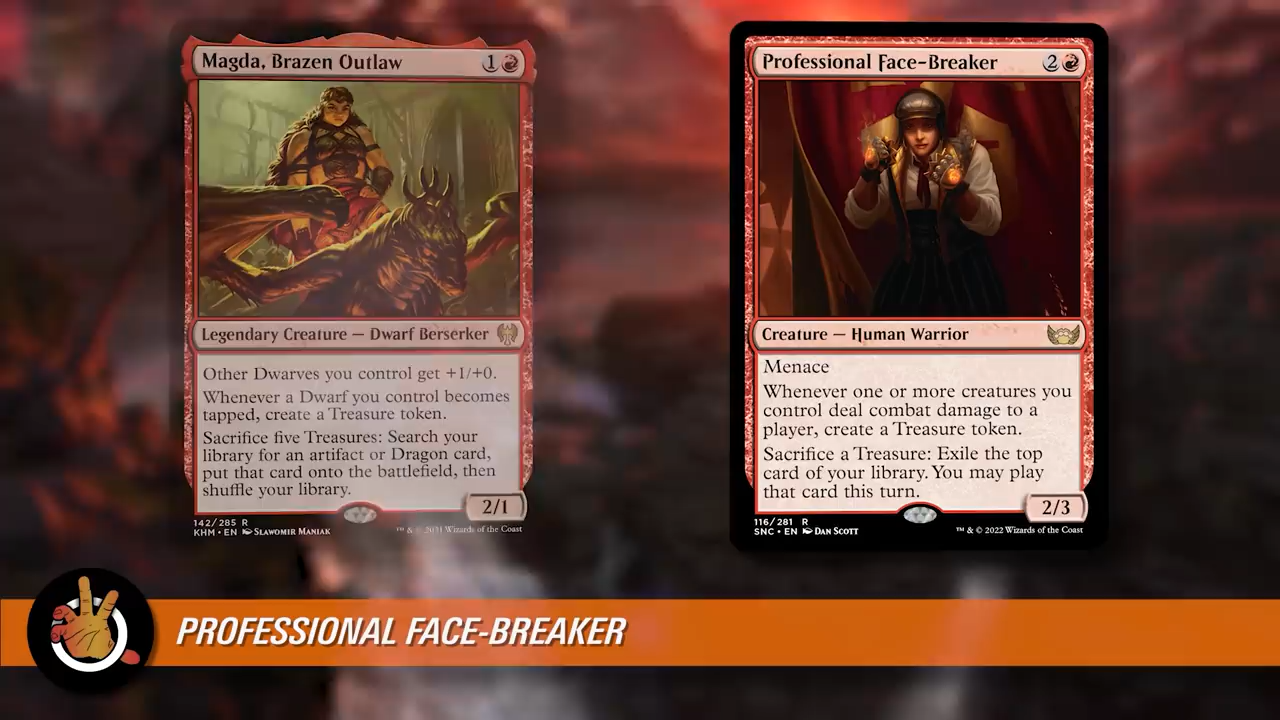 Magda, Brazen Outlaw 1
Legendary Creature — Dwarf Berserker
Other Dwarves you control get +1/+0.
Whenever a Dwarf you control becomes
tapped, create a Treasure token.
Sacrifice five Treasures: Search your
library for an artifact or Dragon card,
put that card onto the battlefield, then
shuffle your library.
2/1
142/285 R
KHM • EN Slawomir Maniak
™ & © 2021 Wizards of the Coast
Professional Face-Breaker 2
Creature — Human Warrior
Menace
Whenever one or more creatures you
control deal combat damage to a
player, create a Treasure token.
Sacrifice a Treasure: Exile the top
card of your library. You may play
that card this turn.
2/3
116/281 R
SNC • EN Dan Scott
™ & © 2022 Wizards of the Coast
PROFESSIONAL FACE-BREAKER